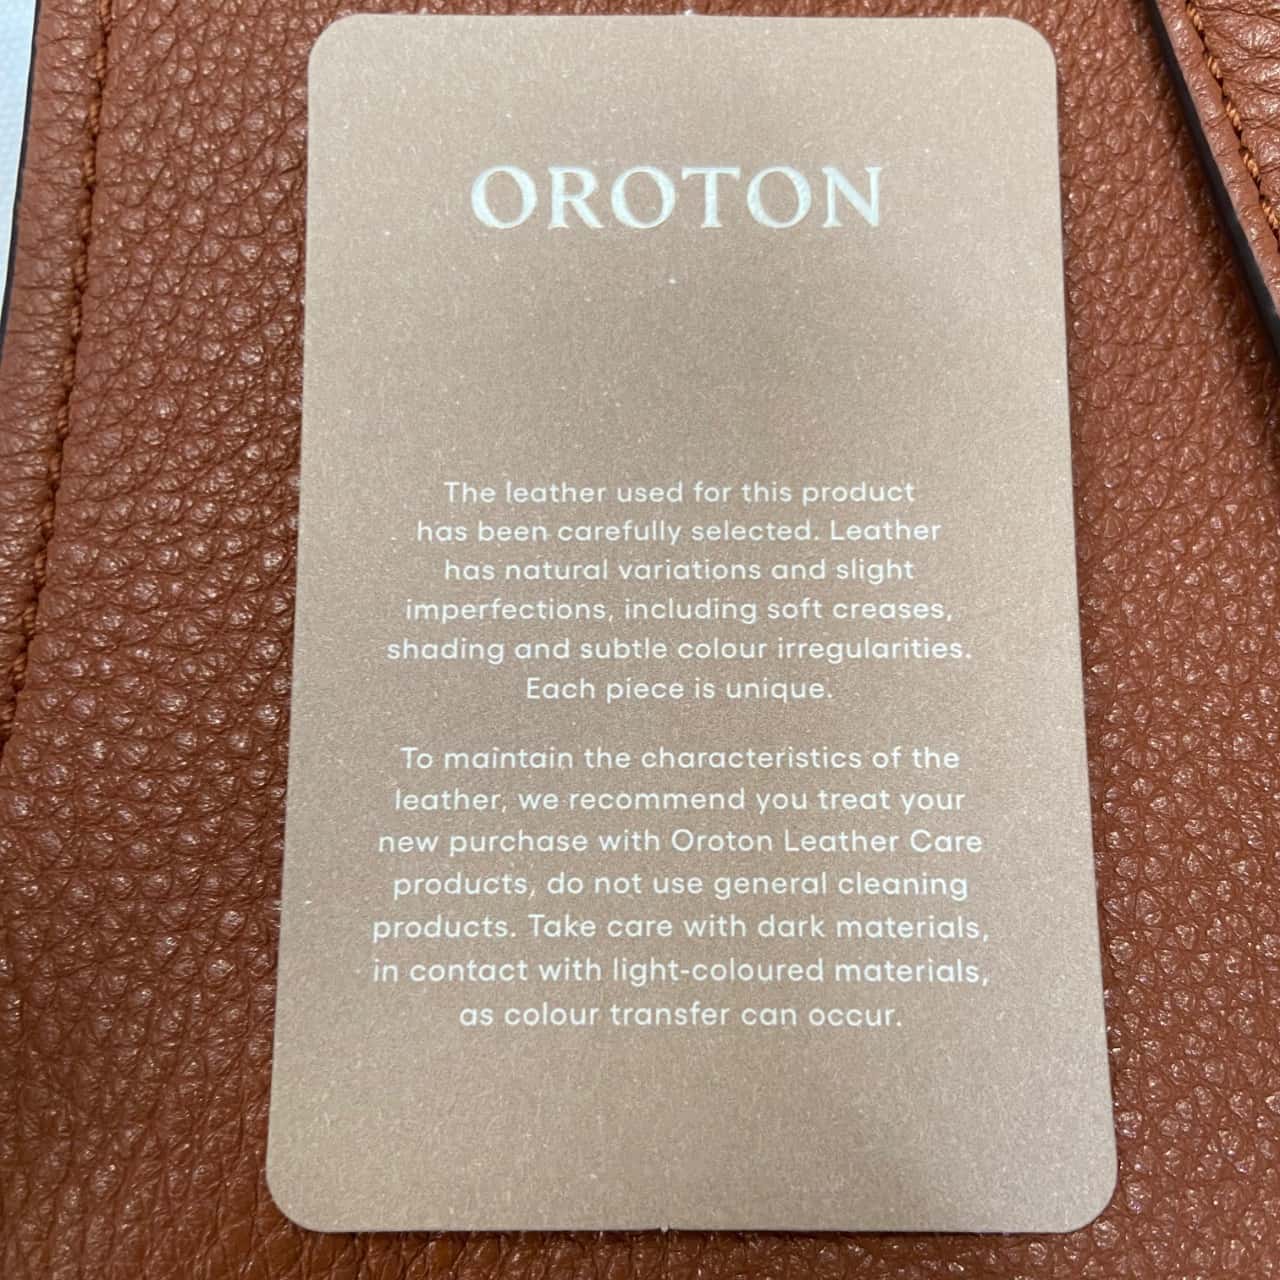 OROTON
The leather used for this product
has been carefully selected. Leather
has natural variations and slight
imperfections, including soft creases,
shading and subtle colour irregularities.
Each piece is unique.
To maintain the characteristics of the
leather, we recommend you treat your
new purchase with Oroton Leather Care
products, do not use general cleaning
products. Take care with dark materials,
in contact with light-coloured materials,
as colour transfer can occur.